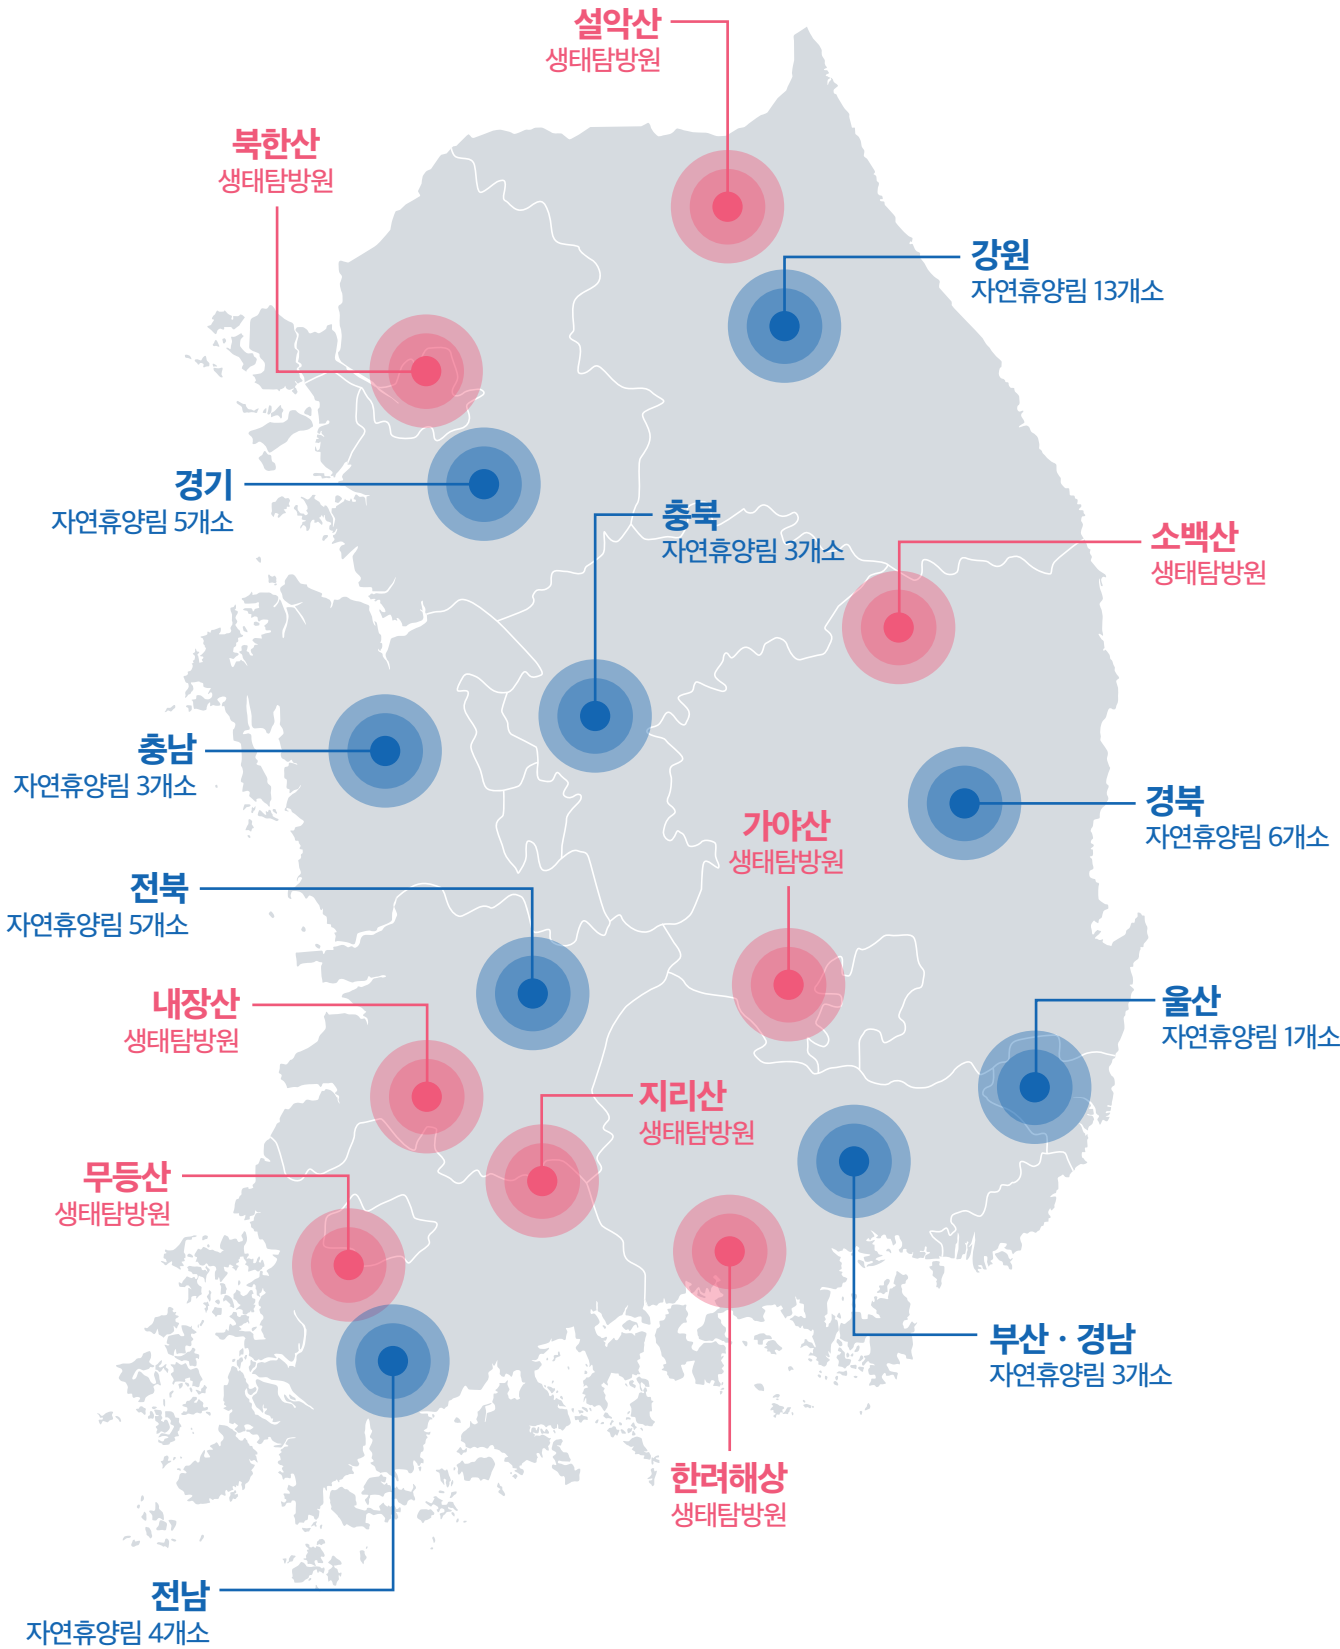 설악산
생태탐방원
북한산
생태탐방원
강원
자연휴양림 13개소
경기
자연휴양림 5개소
충북
자연휴양림 3개소
소백산
생태탐방원
충남
자연휴양림 3개소
경북
자연휴양림 6개소
가야산
생태탐방원
전북
자연휴양림 5개소
내장산
생태탐방원
울산
자연휴양림 1개소
지리산
생태탐방원
무등산
생태탐방원
부산 · 경남
자연휴양림 3개소
한려해상
생태탐방원
전남
자연휴양림 4개소